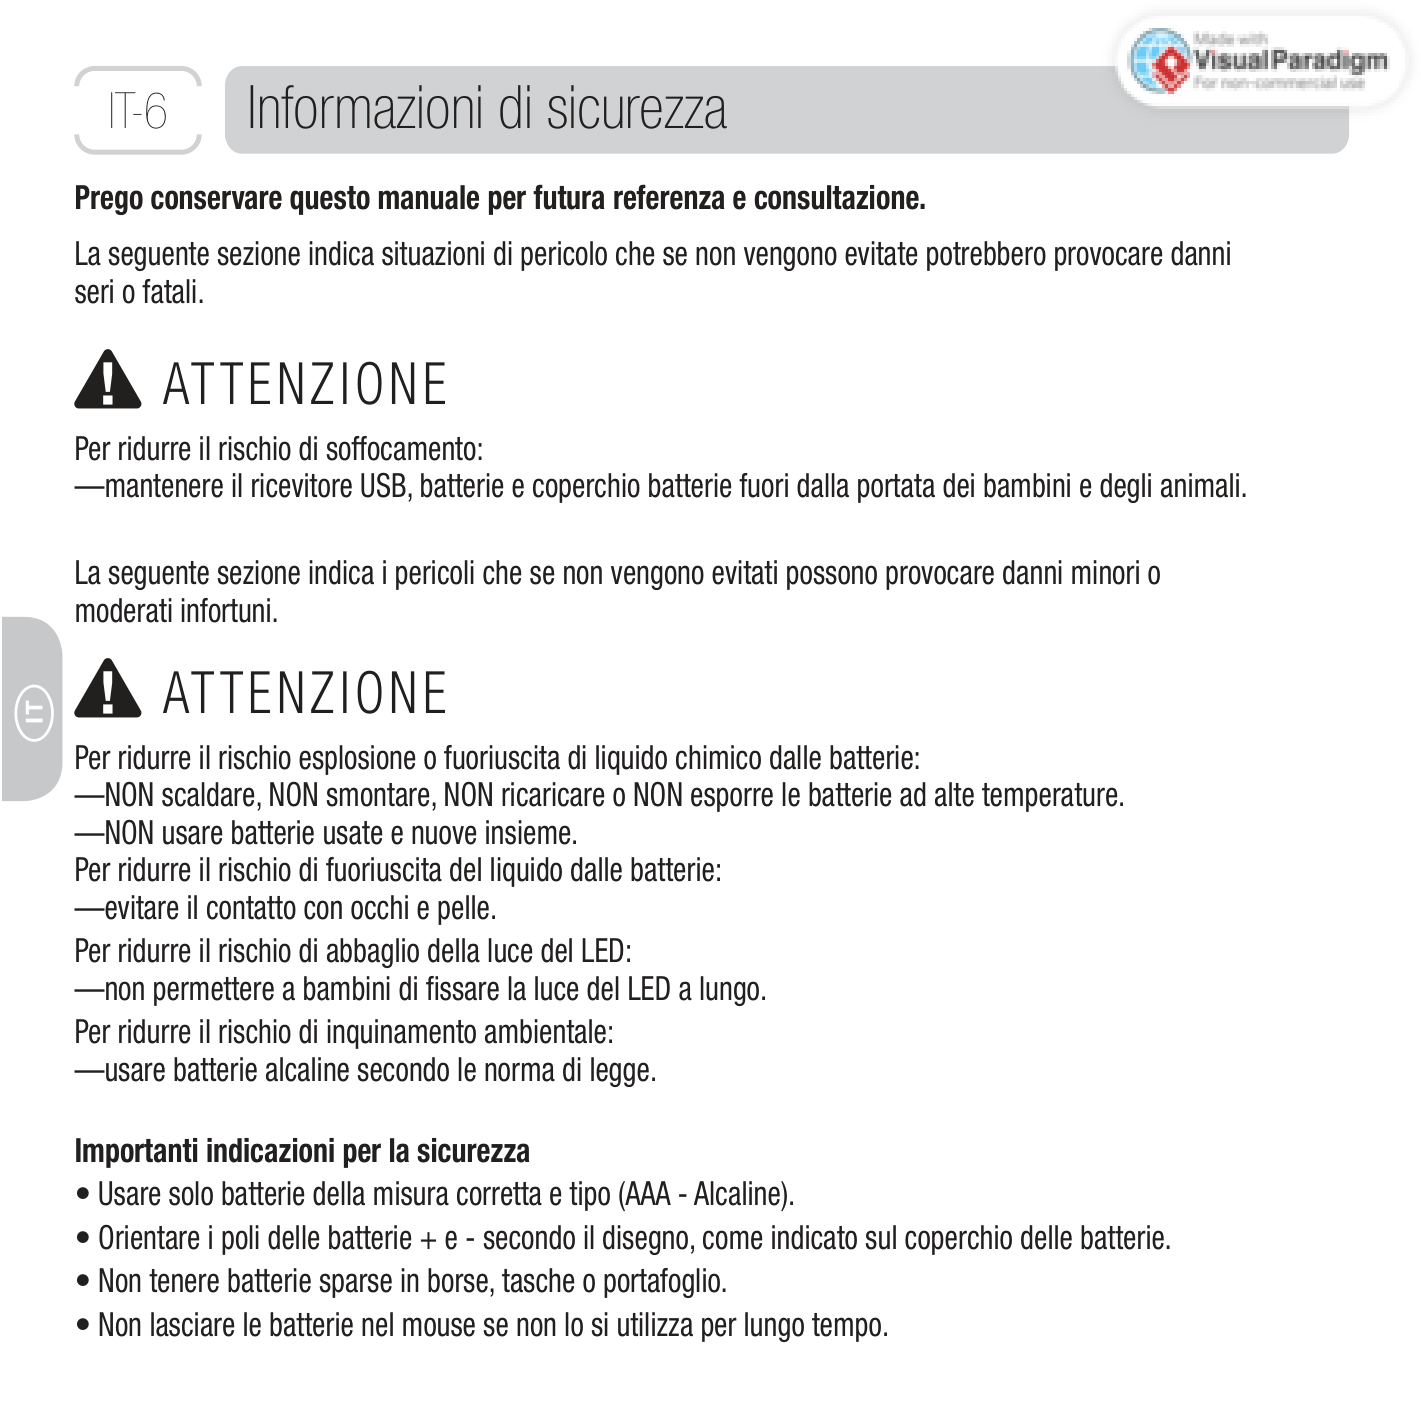 Made with
VisualParadigm
For non-commercial use
IT-6
Informazioni di sicurezza
Prego conservare questo manuale per futura referenza e consultazione.
La seguente sezione indica situazioni di pericolo che se non vengono evitate potrebbero provocare danni
seri o fatali.
ATTENZIONE
Per ridurre il rischio di soffocamento:
—mantenere il ricevitore USB, batterie e coperchio batterie fuori dalla portata dei bambini e degli animali.
La seguente sezione indica i pericoli che se non vengono evitati possono provocare danni minori o
moderati infortuni.
IT
ATTENZIONE
Per ridurre il rischio esplosione o fuoriuscita di liquido chimico dalle batterie:
—NON scaldare, NON smontare, NON ricaricare o NON esporre le batterie ad alte temperature.
—NON usare batterie usate e nuove insieme.
Per ridurre il rischio di fuoriuscita del liquido dalle batterie:
—evitare il contatto con occhi e pelle.
Per ridurre il rischio di abbaglio della luce del LED:
—non permettere a bambini di fissare la luce del LED a lungo.
Per ridurre il rischio di inquinamento ambientale:
—usare batterie alcaline secondo le norma di legge.
Importanti indicazioni per la sicurezza
• Usare solo batterie della misura corretta e tipo (AAA - Alcaline).
• Orientare i poli delle batterie + e - secondo il disegno, come indicato sul coperchio delle batterie.
• Non tenere batterie sparse in borse, tasche o portafoglio.
• Non lasciare le batterie nel mouse se non lo si utilizza per lungo tempo.